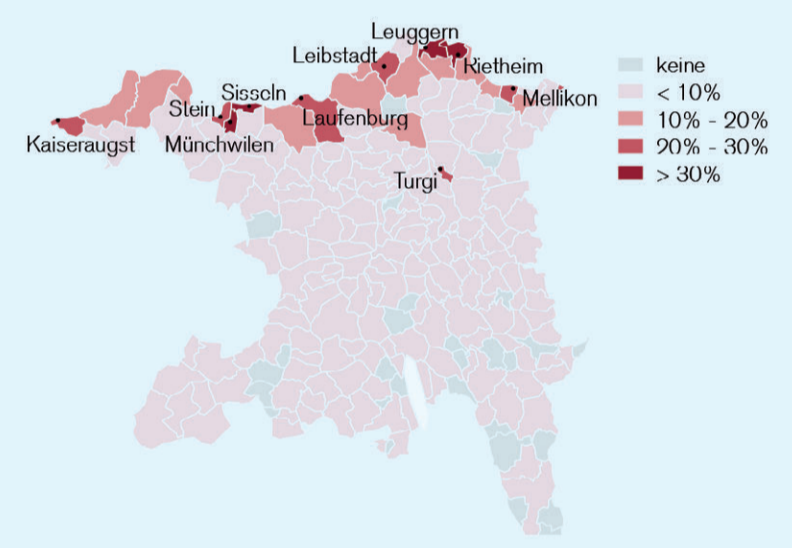 Leuggern
Leibstadt
Rietheim
Sisseln
Mellikon
Stein
Laufenburg
Kaiseraugst
Münchwilen
Turgi
keine
< 10%
10% - 20%
20% - 30%
> 30%